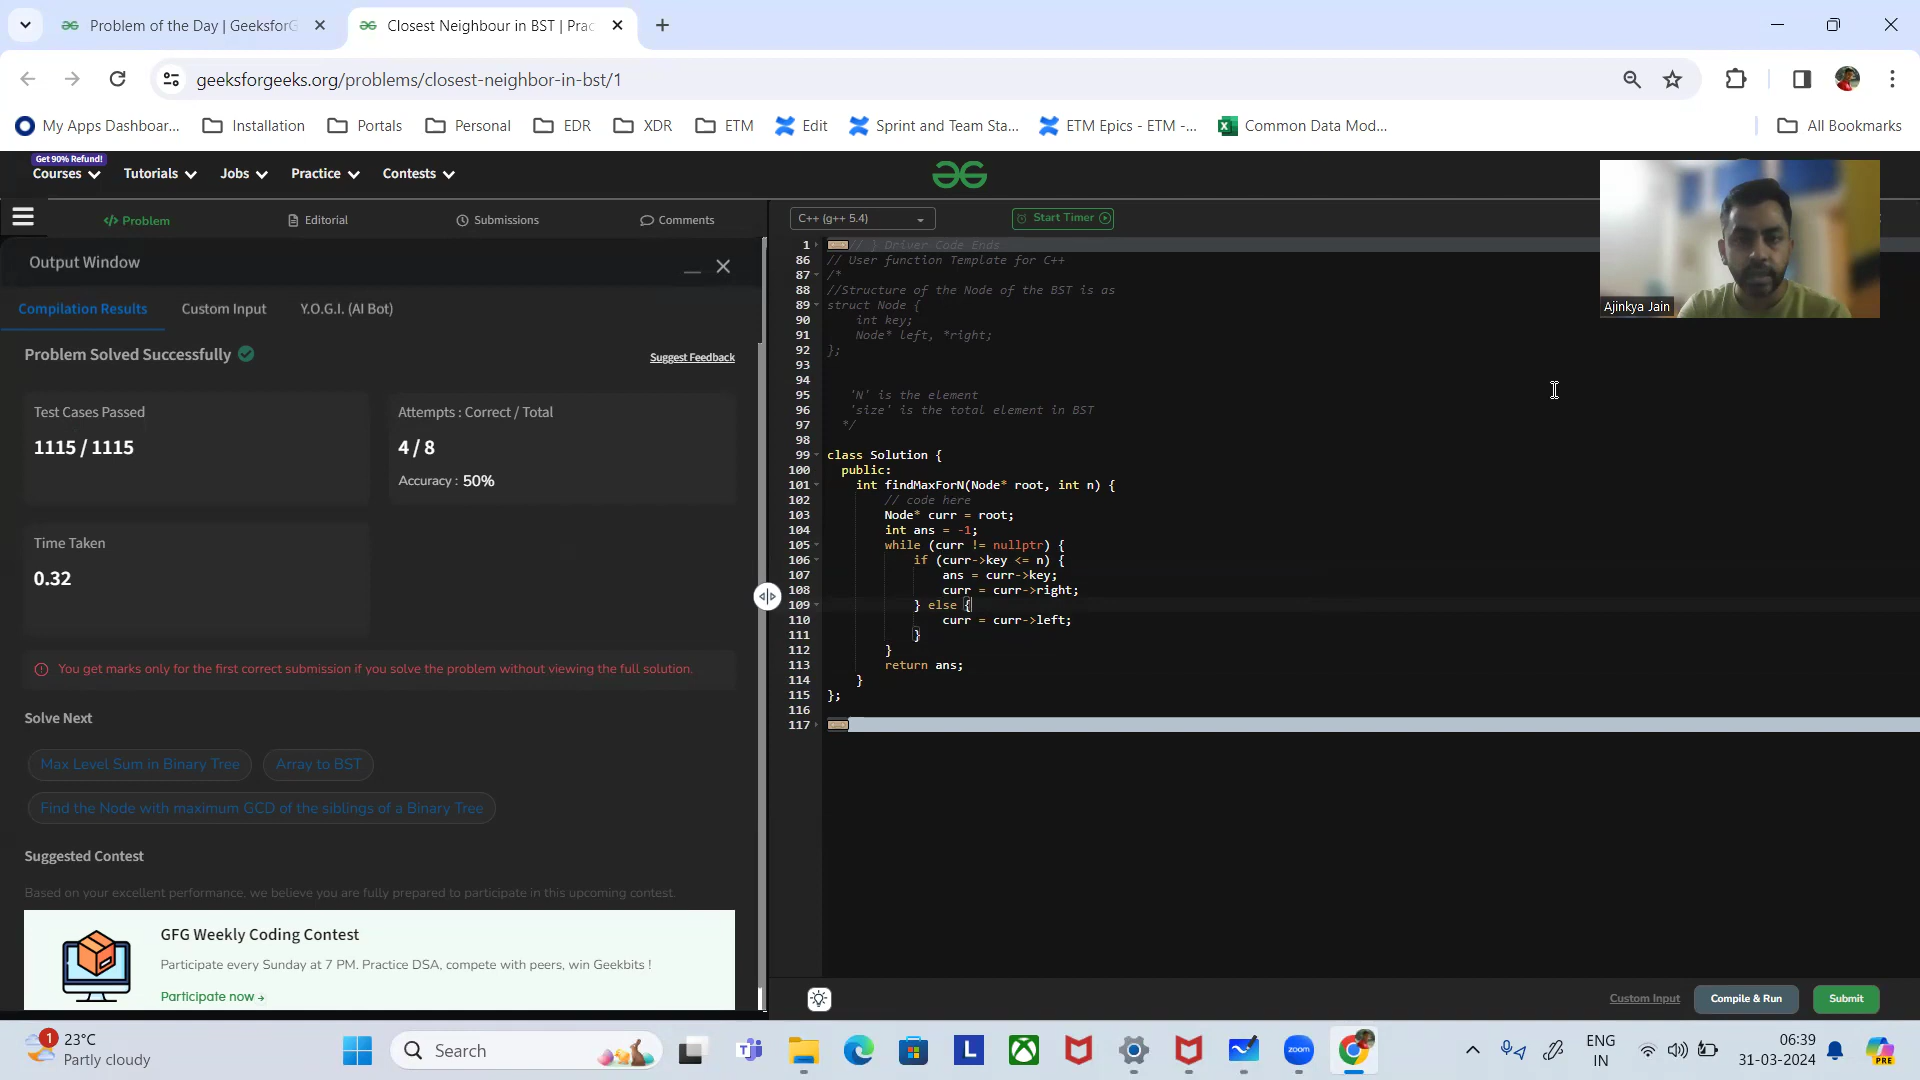 Problem of the Day | GeeksforG
Closest Neighbour in BST | Prac
geeksforgeeks.org/problems/closest-neighbor-in-bst/1
My Apps Dashboar...
Installation
Portals
Personal
EDR
XDR
ETM
Edit
Sprint and Team Sta...
ETM Epics - ETM -...
Common Data Mod...
All Bookmarks
Get 90% Refund!
Courses
Tutorials
Jobs
Practice
Contests
</> Problem
Editorial
Submissions
Comments
C++ (g++ 5.4)
Start Timer
Ajinkya Jain
Output Window
Compilation Results
Custom Input
Y.O.G.I. (AI Bot)
Problem Solved Successfully
Suggest Feedback
Test Cases Passed
1115 / 1115
Attempts : Correct / Total
4 / 8
Accuracy : 50%
Time Taken
0.32
You get marks only for the first correct submission if you solve the problem without viewing the full solution.
Solve Next
Max Level Sum in Binary Tree
Array to BST
Find the Node with maximum GCD of the siblings of a Binary Tree
Suggested Contest
Based on your excellent performance, we believe you are fully prepared to participate in this upcoming contest.
GFG Weekly Coding Contest
Participate every Sunday at 7 PM. Practice DSA, compete with peers, win Geekbits !
Participate now →
1 // } Driver Code Ends
86 // User function Template for C++
87 /*
88 //Structure of the Node of the BST is as
89 struct Node {
90 int key;
91 Node* left, *right;
92 };
93
94
95 'N' is the element
96 'size' is the total element in BST
97 */
98
99 class Solution {
100 public:
101 int findMaxForN(Node* root, int n) {
102 // code here
103 Node* curr = root;
104 int ans = -1;
105 while (curr != nullptr) {
106 if (curr->key <= n) {
107 ans = curr->key;
108 curr = curr->right;
109 } else {
110 curr = curr->left;
111 }
112 }
113 return ans;
114 }
115 };
116
117
Custom Input
Compile & Run
Submit
1
23°C
Partly cloudy
Search
L
zoom
ENG
IN
06:39
31-03-2024
PRE